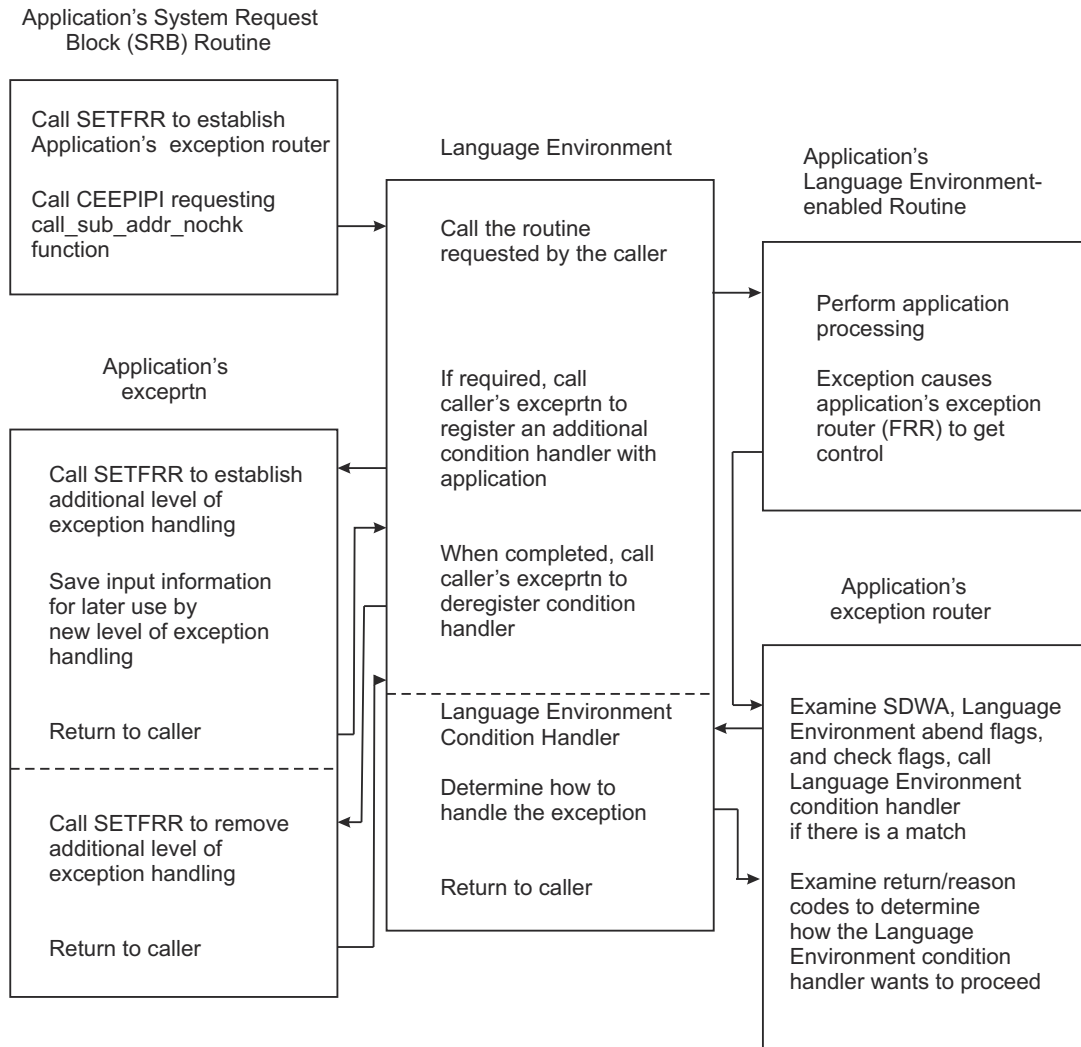 Application’s System Request
Block (SRB) Routine
Call SETFRR to establish
Application’s exception router
Call CEEPIPI requesting
call_sub_addr_nochk
function
Language Environment
Call the routine
requested by the caller
If required, call
caller’s exceprtn to
register an additional
condition handler with
application
When completed, call
caller’s exceprtn to
deregister condition
handler
Language Environment
Condition Handler
Determine how to
handle the exception
Return to caller
Application’s
Language Environment-
enabled Routine
Perform application
processing
Exception causes
application’s exception
router (FRR) to get
control
Application’s
exceprtn
Call SETFRR to establish
additional level of
exception handling
Save input information
for later use by
new level of exception
handling
Return to caller
Call SETFRR to remove
additional level of
exception handling
Return to caller
Application’s
exception router
Examine SDWA, Language
Environment abend flags,
and check flags, call
Language Environment
condition handler
if there is a match
Examine return/reason
codes to determine
how the Language
Environment condition
handler wants to proceed